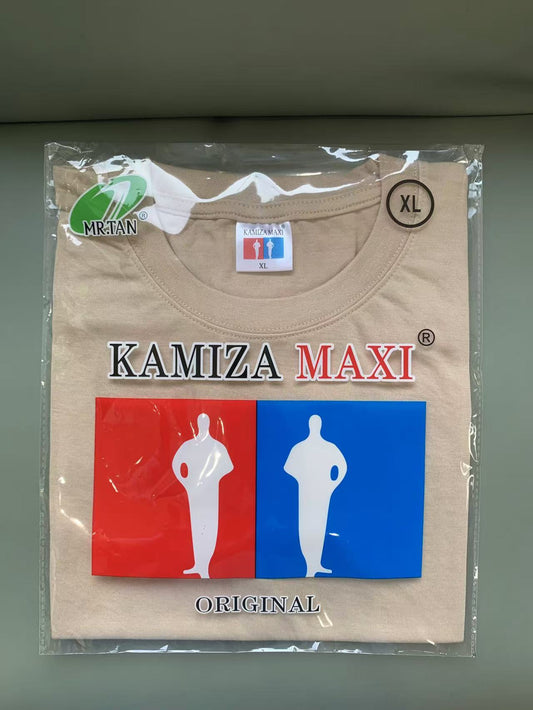 MR.TAN ®
XL
KAMIZA MAXI
XL
KAMIZA MAXI ®
ORIGINAL